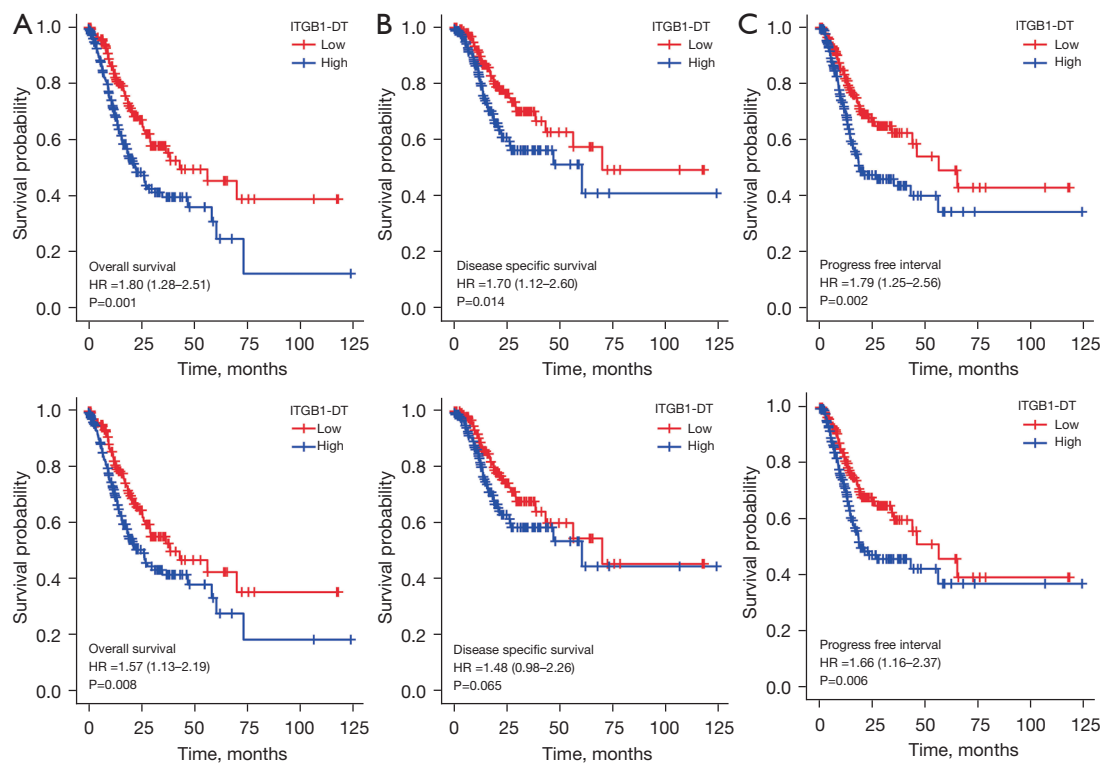 A
ITGB1-DT
Low
High
Survival probability
1.0
0.8
0.6
0.4
0.2
0.0
Overall survival
HR =1.80 (1.28–2.51)
P=0.001
0 25 50 75 100 125
Time, months
B
ITGB1-DT
Low
High
Survival probability
1.0
0.8
0.6
0.4
0.2
0.0
Disease specific survival
HR =1.70 (1.12–2.60)
P=0.014
0 25 50 75 100 125
Time, months
C
ITGB1-DT
Low
High
Survival probability
1.0
0.8
0.6
0.4
0.2
0.0
Progress free interval
HR =1.79 (1.25–2.56)
P=0.002
0 25 50 75 100 125
Time, months
ITGB1-DT
Low
High
Survival probability
1.0
0.8
0.6
0.4
0.2
0.0
Overall survival
HR =1.57 (1.13–2.19)
P=0.008
0 25 50 75 100 125
Time, months
ITGB1-DT
Low
High
Survival probability
1.0
0.8
0.6
0.4
0.2
0.0
Disease specific survival
HR =1.48 (0.98–2.26)
P=0.065
0 25 50 75 100 125
Time, months
ITGB1-DT
Low
High
Survival probability
1.0
0.8
0.6
0.4
0.2
0.0
Progress free interval
HR =1.66 (1.16–2.37)
P=0.006
0 25 50 75 100 125
Time, months